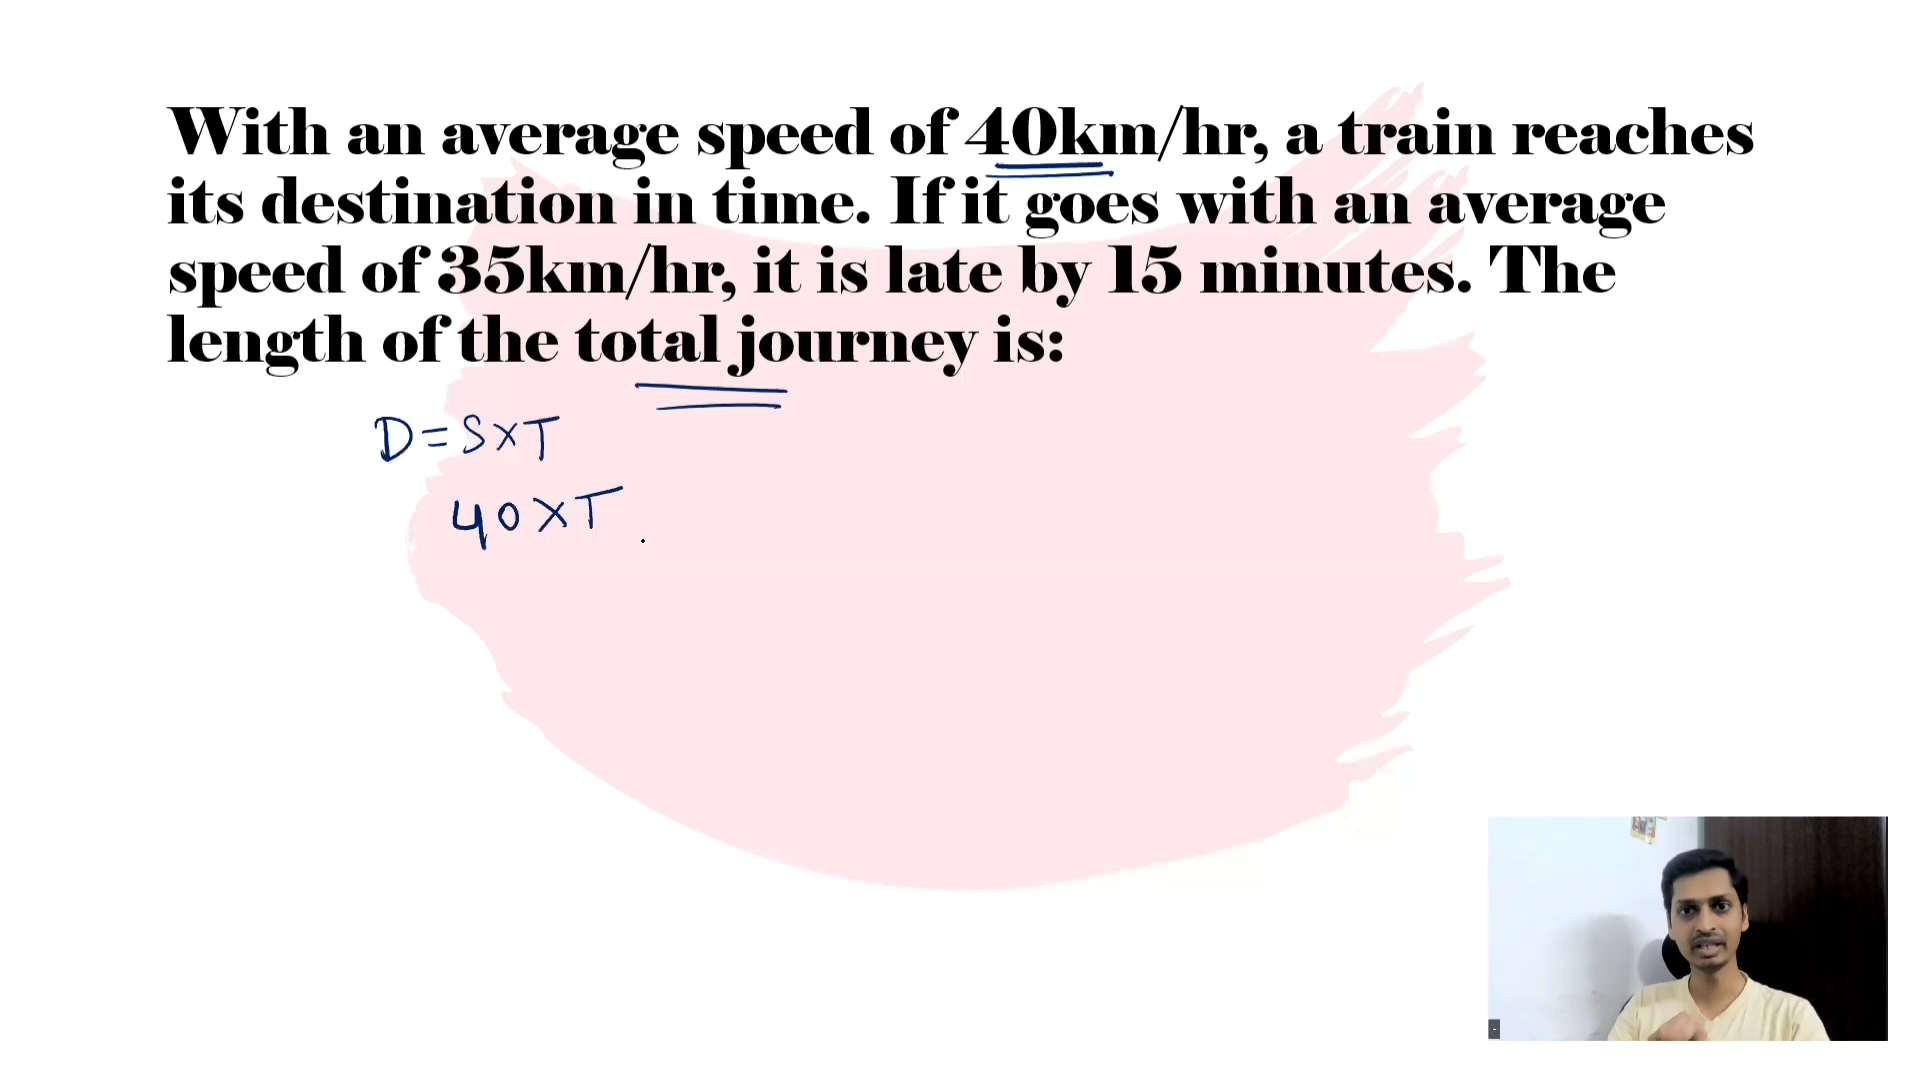 With an average speed of 40km/hr, a train reaches
its destination in time. If it goes with an average
speed of 35km/hr, it is late by 15 minutes. The
length of the total journey is:
D=S×T
40×T